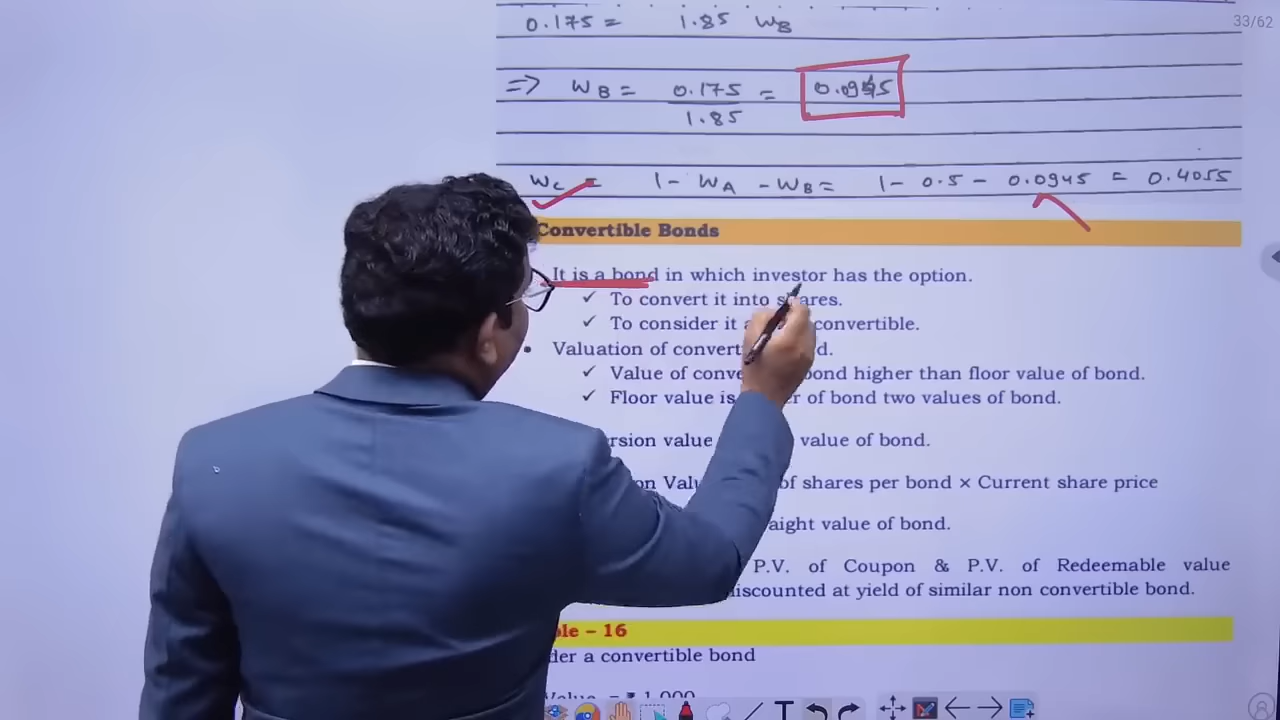 33/62
0.175 = 1.85 WB
=> WB = 0.175 / 1.85 = 0.0945
Wc = 1 - WA - WB = 1 - 0.5 - 0.0945 = 0.4055
Convertible Bonds
It is a bond in which investor has the option.
✓ To convert it into shares.
✓ To consider it convertible.
• Valuation of
✓ Value of bond higher than floor value of bond.
✓ Floor value is of bond two values of bond.
value value of bond.
of shares per bond × Current share price
value of bond.
P.V. of Coupon & P.V. of Redeemable value
discounted at yield of similar non convertible bond.
– 16
a convertible bond
= ₹ 1,000
T